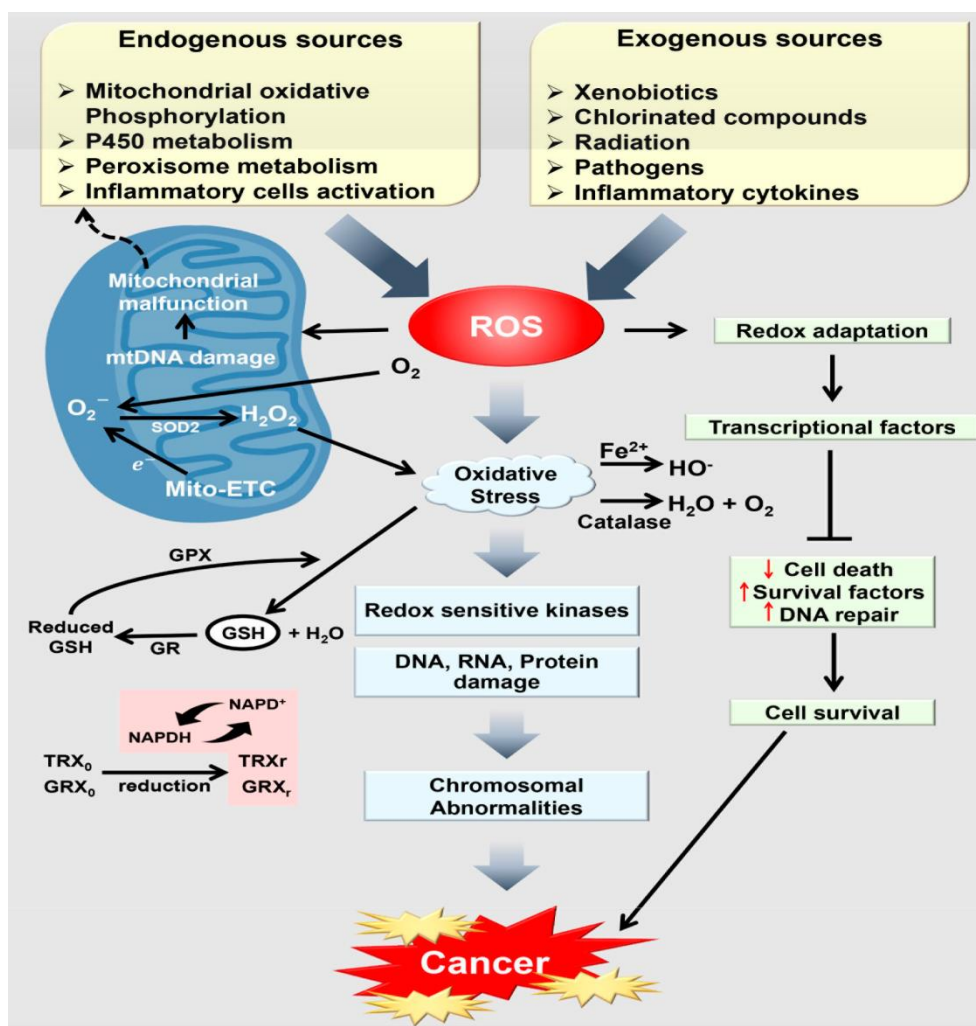 Endogenous sources
➢ Mitochondrial oxidative
Phosphorylation
➢ P450 metabolism
➢ Peroxisome metabolism
➢ Inflammatory cells activation
Exogenous sources
➢ Xenobiotics
➢ Chlorinated compounds
➢ Radiation
➢ Pathogens
➢ Inflammatory cytokines
Mitochondrial
malfunction
mtDNA damage
ROS
Redox adaptation
O₂
O₂⁻
SOD2
H₂O₂
e⁻
Mito-ETC
Transcriptional factors
Oxidative
Stress
Fe²⁺
HO⁻
Catalase
H₂O + O₂
GPX
Reduced
GSH
GR
GSH
+ H₂O
Redox sensitive kinases
DNA, RNA, Protein
damage
↓ Cell death
↑ Survival factors
↑ DNA repair
Cell survival
NAPD⁺
NAPDH
TRX₀
GRX₀
reduction
TRXr
GRXᵣ
Chromosomal
Abnormalities
Cancer